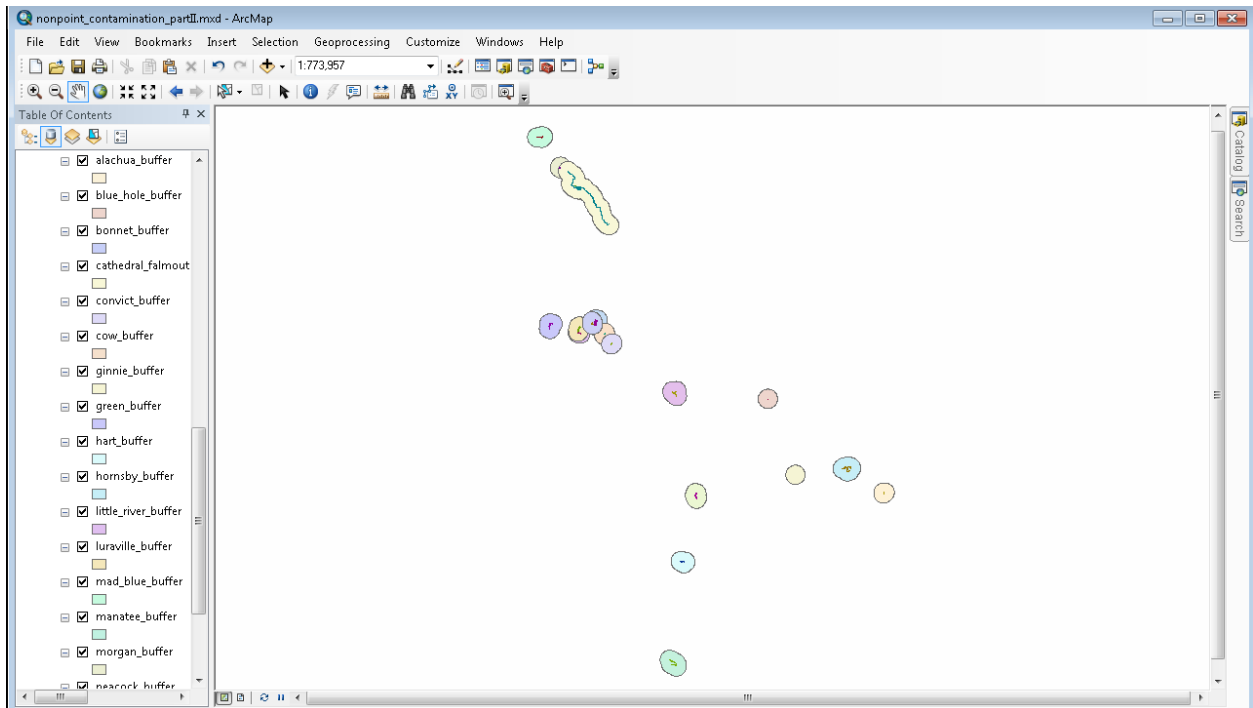 nonpoint_contamination_partII.mxd - ArcMap
File Edit View Bookmarks Insert Selection Geoprocessing Customize Windows Help
1:773,957
Table Of Contents
alachua_buffer
blue_hole_buffer
bonnet_buffer
cathedral_falmout
convict_buffer
cow_buffer
ginnie_buffer
green_buffer
hart_buffer
hornsby_buffer
little_river_buffer
luraville_buffer
mad_blue_buffer
manatee_buffer
morgan_buffer
peacock_buffer
Catalog
Search